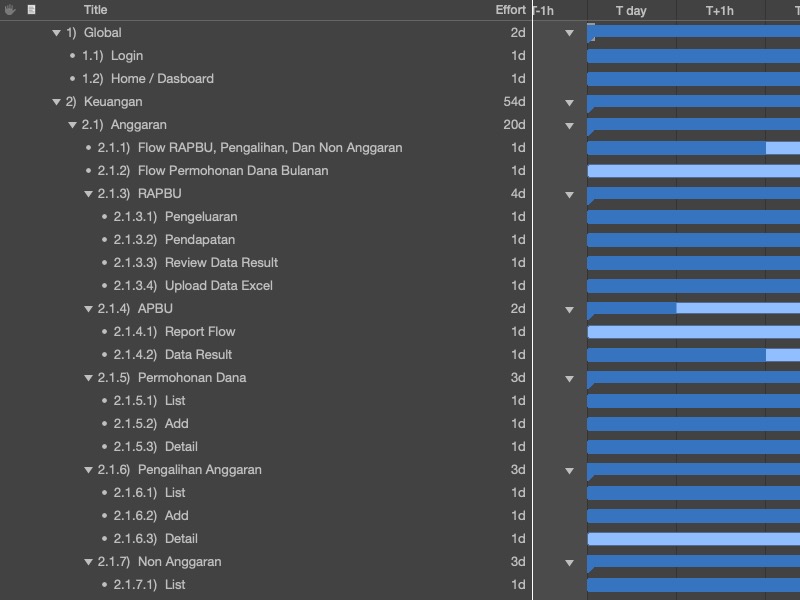 Title Effort T-1h T day T+1h T
1) Global 2d
1.1) Login 1d
1.2) Home / Dasboard 1d
2) Keuangan 54d
2.1) Anggaran 20d
2.1.1) Flow RAPBU, Pengalihan, Dan Non Anggaran 1d
2.1.2) Flow Permohonan Dana Bulanan 1d
2.1.3) RAPBU 4d
2.1.3.1) Pengeluaran 1d
2.1.3.2) Pendapatan 1d
2.1.3.3) Review Data Result 1d
2.1.3.4) Upload Data Excel 1d
2.1.4) APBU 2d
2.1.4.1) Report Flow 1d
2.1.4.2) Data Result 1d
2.1.5) Permohonan Dana 3d
2.1.5.1) List 1d
2.1.5.2) Add 1d
2.1.5.3) Detail 1d
2.1.6) Pengalihan Anggaran 3d
2.1.6.1) List 1d
2.1.6.2) Add 1d
2.1.6.3) Detail 1d
2.1.7) Non Anggaran 3d
2.1.7.1) List 1d